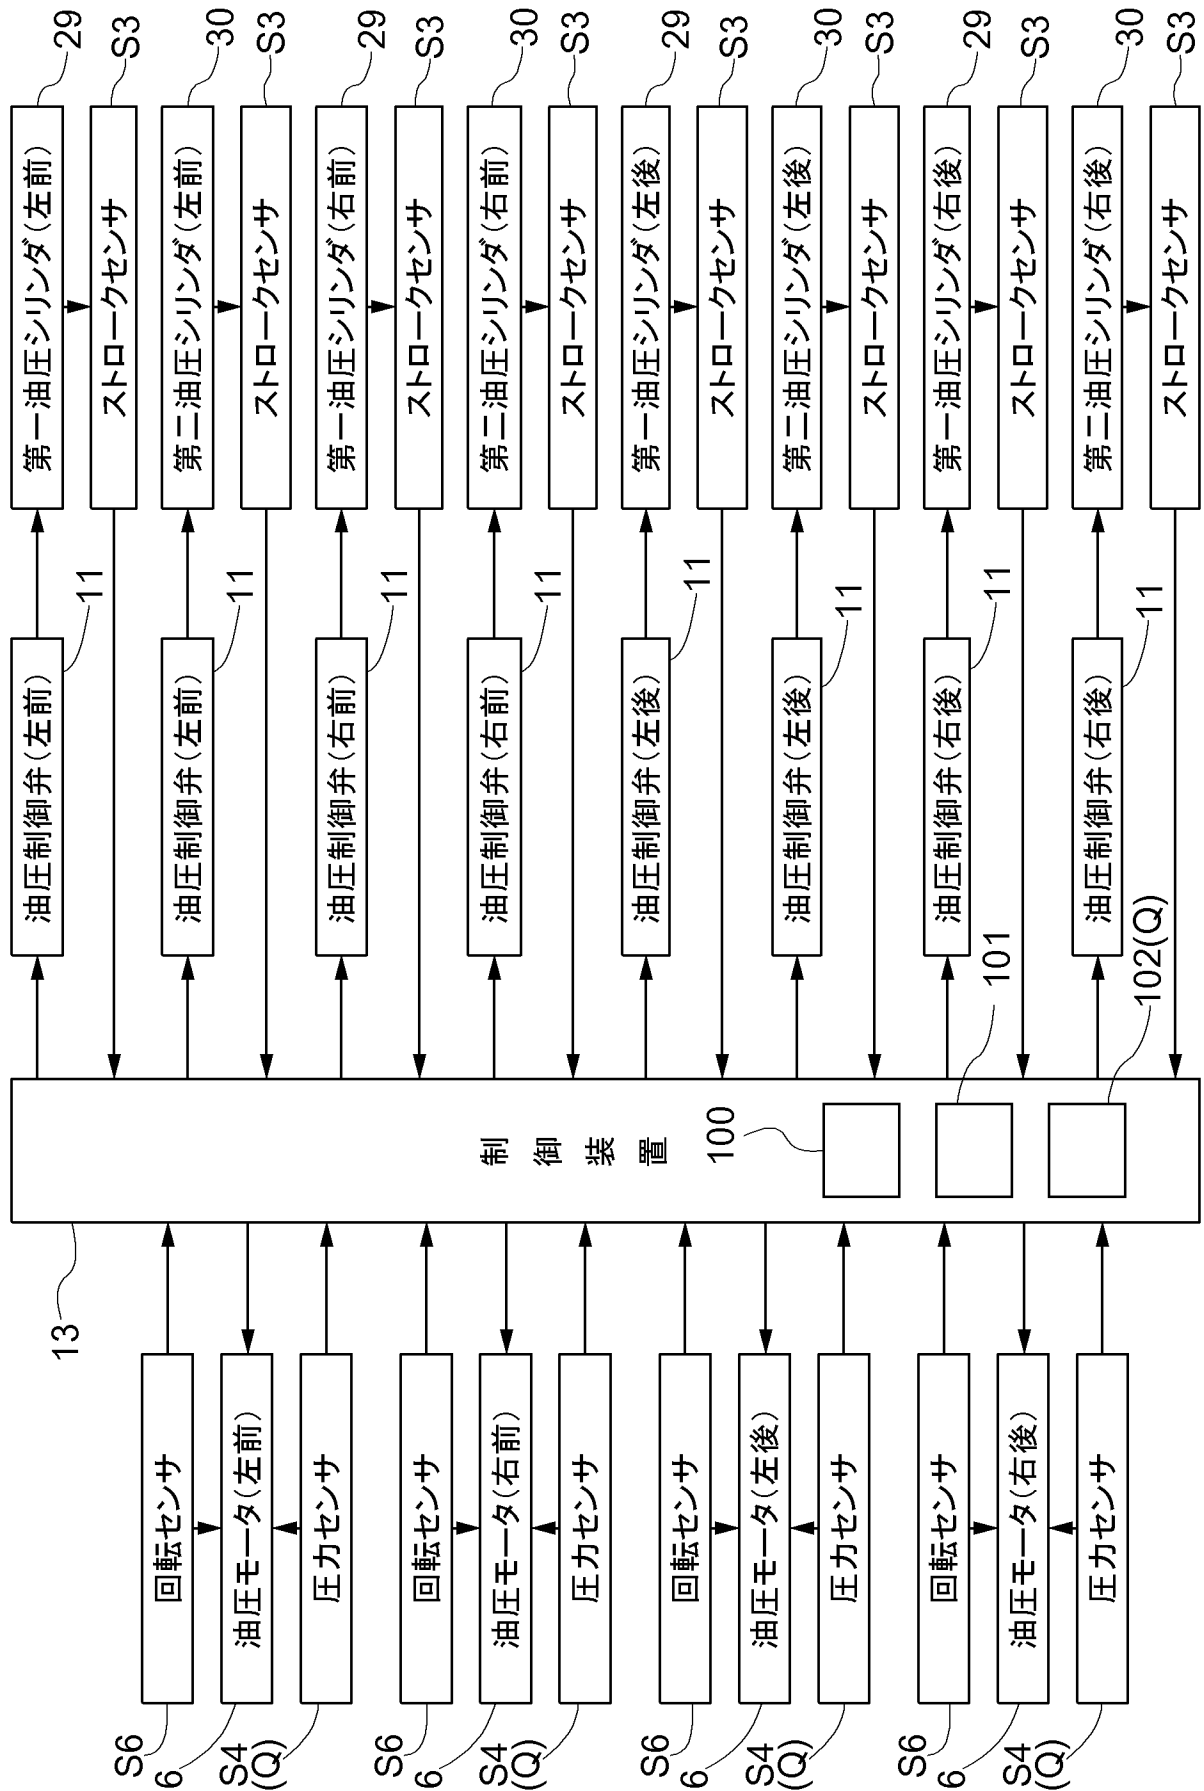 第一油圧シリンダ(左前)
29
ストロークセンサ
S3
第二油圧シリンダ(左前)
30
ストロークセンサ
S3
第一油圧シリンダ(右前)
29
ストロークセンサ
S3
第二油圧シリンダ(右前)
30
ストロークセンサ
S3
第一油圧シリンダ(左後)
29
ストロークセンサ
S3
第二油圧シリンダ(左後)
30
ストロークセンサ
S3
第一油圧シリンダ(右後)
29
ストロークセンサ
S3
第二油圧シリンダ(右後)
30
ストロークセンサ
S3
油圧制御弁(左前)
11
油圧制御弁(左前)
11
油圧制御弁(右前)
11
油圧制御弁(右前)
11
油圧制御弁(左後)
11
油圧制御弁(左後)
11
油圧制御弁(右後)
11
油圧制御弁(右後)
11
制御装置
13
100
101
102(Q)
回転センサ
S6
油圧モータ(左前)
6
圧力センサ
S4
(Q)
回転センサ
S6
油圧モータ(右前)
6
圧力センサ
S4
(Q)
回転センサ
S6
油圧モータ(左後)
6
圧力センサ
S4
(Q)
回転センサ
S6
油圧モータ(右後)
6
圧力センサ
S4
(Q)